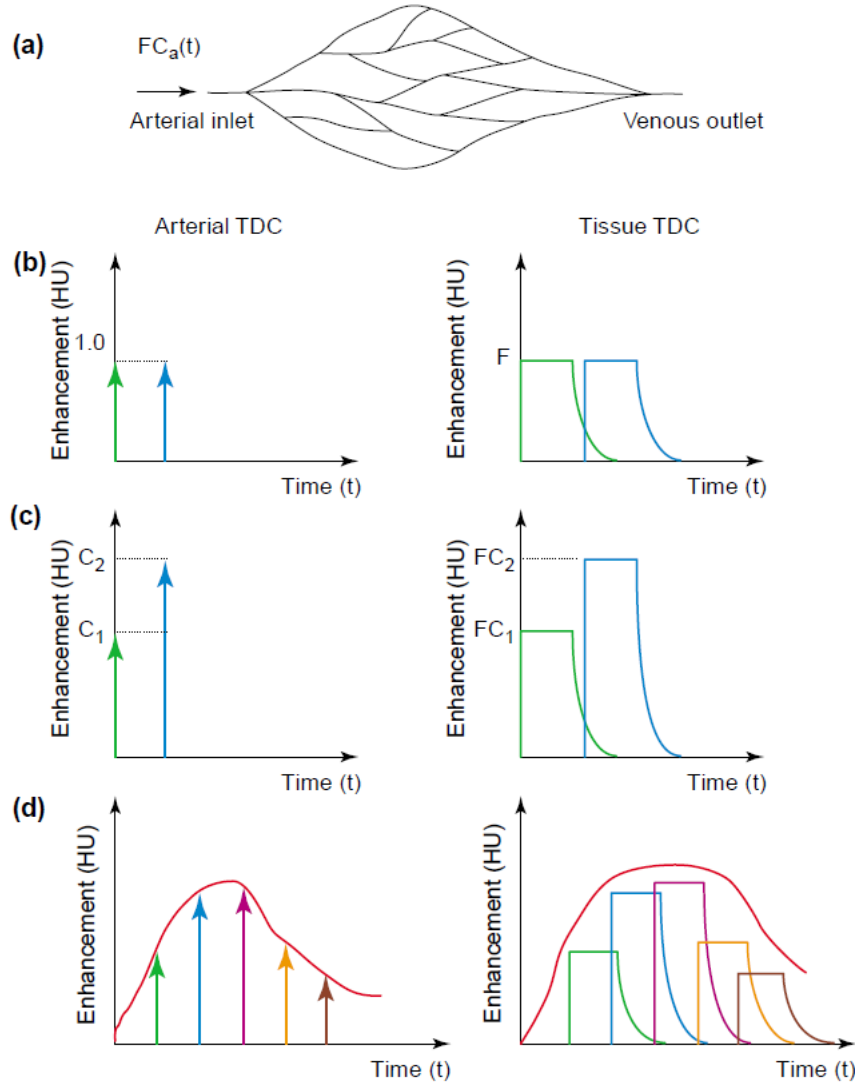 (a)
FCa(t)
Arterial inlet
Venous outlet
Arterial TDC
Tissue TDC
(b)
Enhancement (HU)
1.0
Time (t)
Enhancement (HU)
F
Time (t)
(c)
Enhancement (HU)
C2
C1
Time (t)
Enhancement (HU)
FC2
FC1
Time (t)
(d)
Enhancement (HU)
Time (t)
Enhancement (HU)
Time (t)